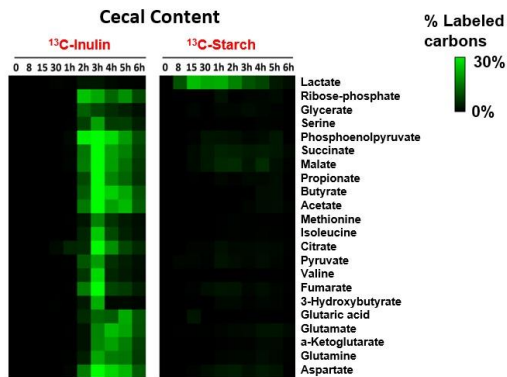 Cecal Content
¹³C-Inulin ¹³C-Starch
0 8 15 30 1h 2h 3h 4h 5h 6h 0 8 15 30 1h 2h 3h 4h 5h 6h
% Labeled
carbons
30%
0%
Lactate
Ribose-phosphate
Glycerate
Serine
Phosphoenolpyruvate
Succinate
Malate
Propionate
Butyrate
Acetate
Methionine
Isoleucine
Citrate
Pyruvate
Valine
Fumarate
3-Hydroxybutyrate
Glutaric acid
Glutamate
a-Ketoglutarate
Glutamine
Aspartate